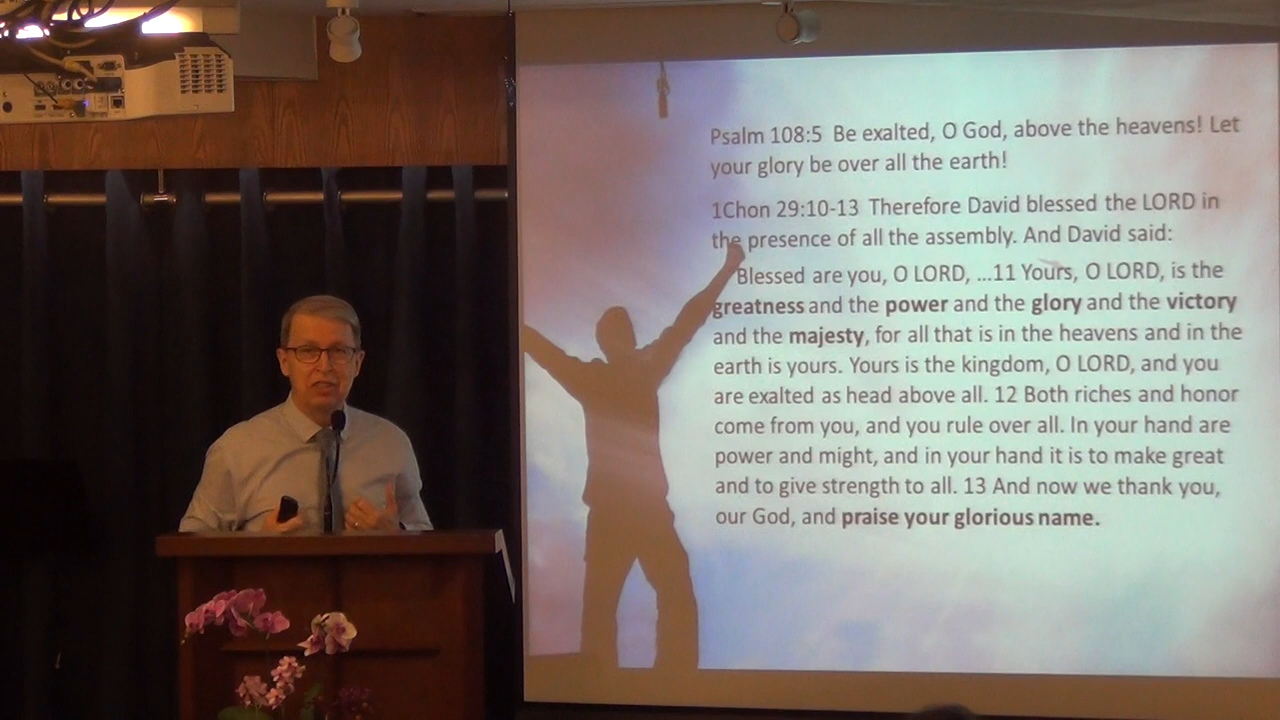 Psalm 108:5 Be exalted, O God, above the heavens! Let
your glory be over all the earth!
1Chon 29:10-13 Therefore David blessed the LORD in
the presence of all the assembly. And David said:
Blessed are you, O LORD, ...11 Yours, O LORD, is the
greatness and the power and the glory and the victory
and the majesty, for all that is in the heavens and in the
earth is yours. Yours is the kingdom, O LORD, and you
are exalted as head above all. 12 Both riches and honor
come from you, and you rule over all. In your hand are
power and might, and in your hand it is to make great
and to give strength to all. 13 And now we thank you,
our God, and praise your glorious name.